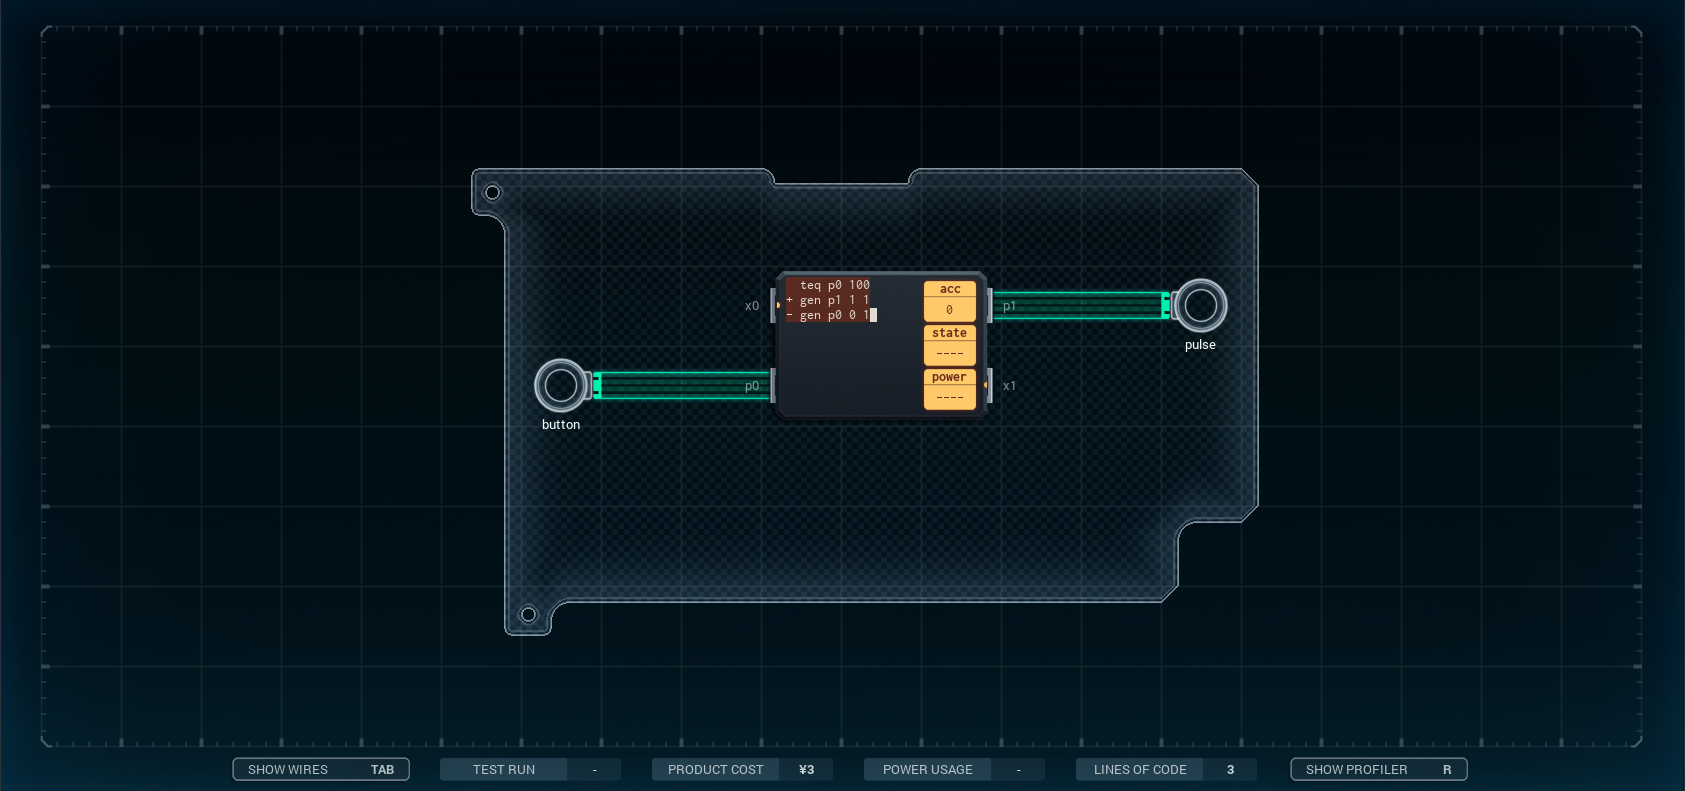 teq p0 100
+ gen p1 1 1
- gen p0 0 1
acc
0
state
----
power
----
x0
p0
p1
x1
button
pulse
SHOW WIRES TAB
TEST RUN -
PRODUCT COST ¥3
POWER USAGE -
LINES OF CODE 3
SHOW PROFILER R